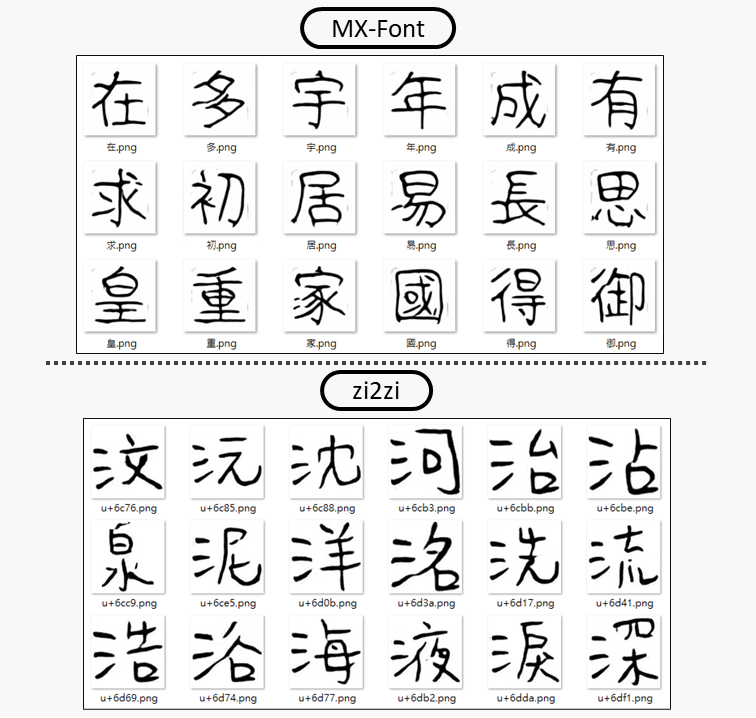 MX-Font
在 多 宇 年 成 有
在.png 多.png 宇.png 年.png 成.png 有.png
求 初 居 易 長 思
求.png 初.png 居.png 易.png 長.png 思.png
皇 重 家 國 得 御
皇.png 重.png 家.png 國.png 得.png 御.png
zi2zi
汶 沅 沈 河 治 沾
u+6c76.png u+6c85.png u+6c88.png u+6cb3.png u+6cbb.png u+6cbe.png
泉 泥 洋 洺 洗 流
u+6cc9.png u+6ce5.png u+6d0b.png u+6d3a.png u+6d17.png u+6d41.png
浩 浴 海 液 淚 深
u+6d69.png u+6d74.png u+6d77.png u+6db2.png u+6dda.png u+6df1.png